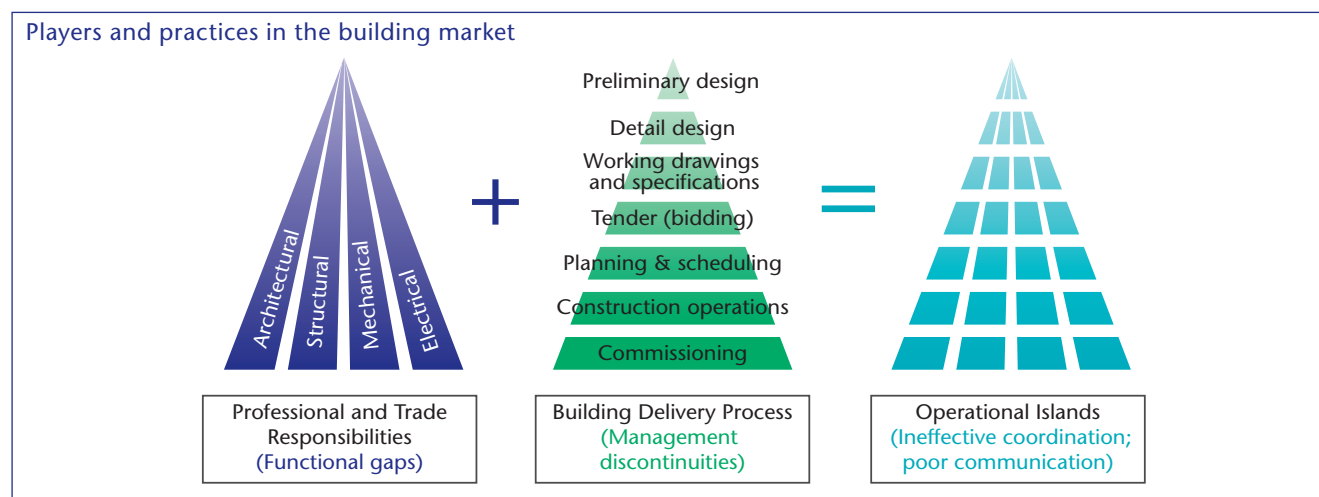 Players and practices in the building market
Architectural
Structural
Mechanical
Electrical
+
Preliminary design
Detail design
Working drawings
and specifications
Tender (bidding)
Planning & scheduling
Construction operations
Commissioning
=
Professional and Trade
Responsibilities
(Functional gaps)
Building Delivery Process
(Management
discontinuities)
Operational Islands
(Ineffective coordination;
poor communication)